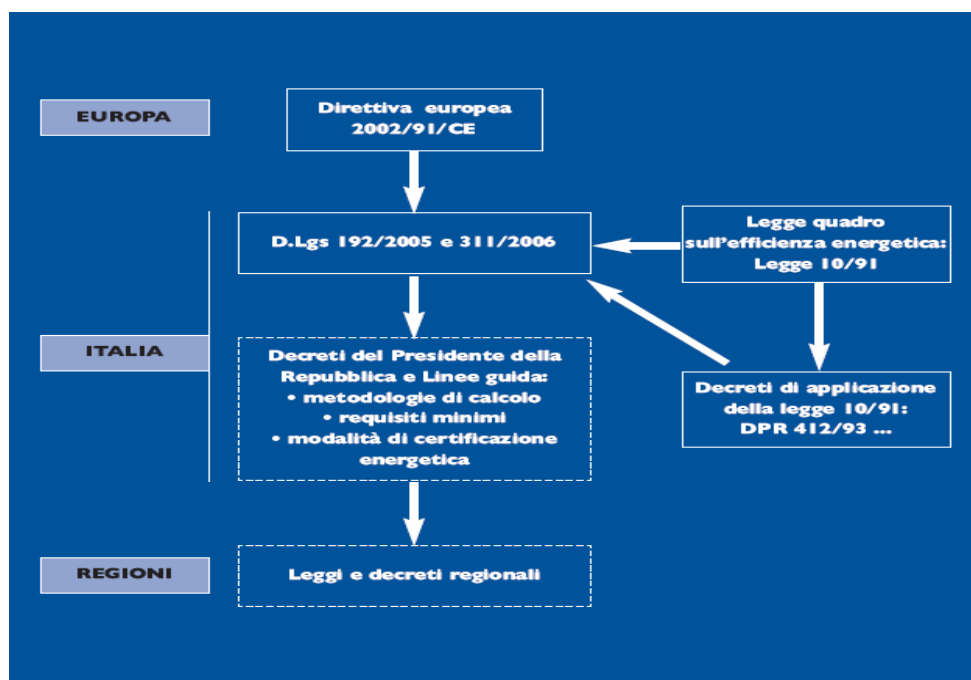 EUROPA
Direttiva europea
2002/91/CE
D.Lgs 192/2005 e 311/2006
Legge quadro
sull'efficienza energetica:
Legge 10/91
ITALIA
Decreti del Presidente della
Repubblica e Linee guida:
• metodologie di calcolo
• requisiti minimi
• modalità di certificazione
energetica
Decreti di applicazione
della legge 10/91:
DPR 412/93 ...
REGIONI
Leggi e decreti regionali